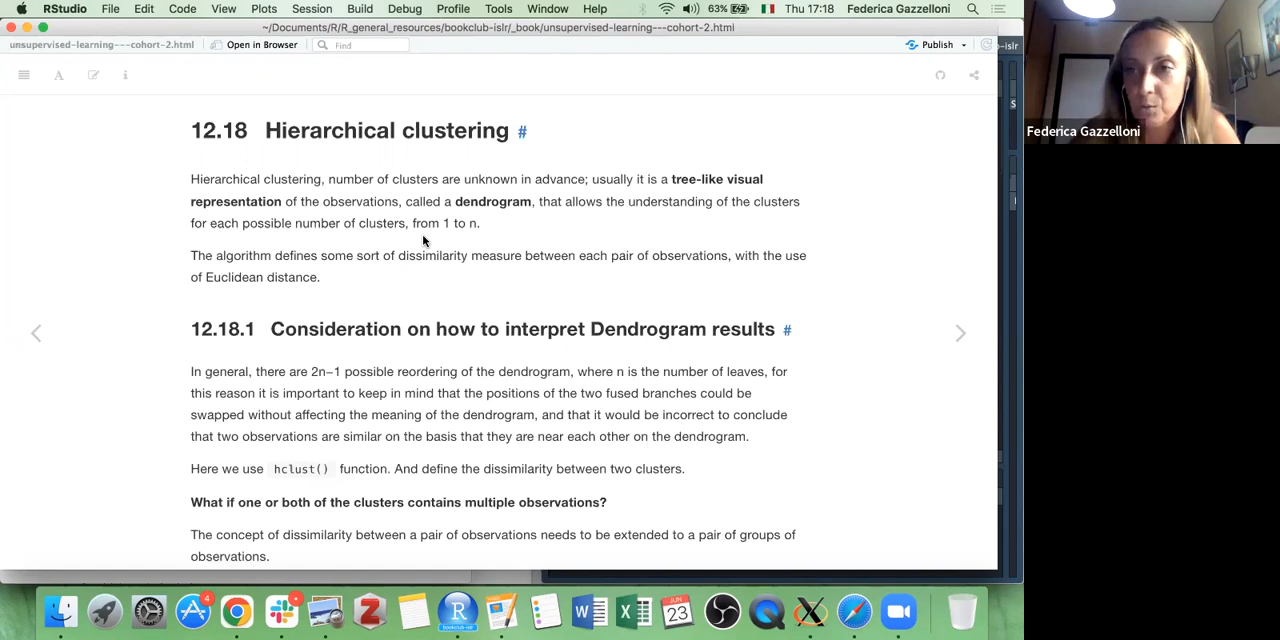 RStudio File Edit Code View Plots Session Build Debug Profile Tools Window Help 63% Thu 17:18 Federica Gazzelloni
~/Documents/R/R_general_resources/bookclub-islr/_book/unsupervised-learning---cohort-2.html
unsupervised-learning---cohort-2.html Open in Browser Find Publish
-islr
12.18 Hierarchical clustering #
Federica Gazzelloni
Hierarchical clustering, number of clusters are unknown in advance; usually it is a tree-like visual
representation of the observations, called a dendrogram, that allows the understanding of the clusters
for each possible number of clusters, from 1 to n.
The algorithm defines some sort of dissimilarity measure between each pair of observations, with the use
of Euclidean distance.
12.18.1 Consideration on how to interpret Dendrogram results #
In general, there are 2n−1 possible reordering of the dendrogram, where n is the number of leaves, for
this reason it is important to keep in mind that the positions of the two fused branches could be
swapped without affecting the meaning of the dendrogram, and that it would be incorrect to conclude
that two observations are similar on the basis that they are near each other on the dendrogram.
Here we use hclust() function. And define the dissimilarity between two clusters.
What if one or both of the clusters contains multiple observations?
The concept of dissimilarity between a pair of observations needs to be extended to a pair of groups of
observations.
4
JUN
23
bookclub-islr